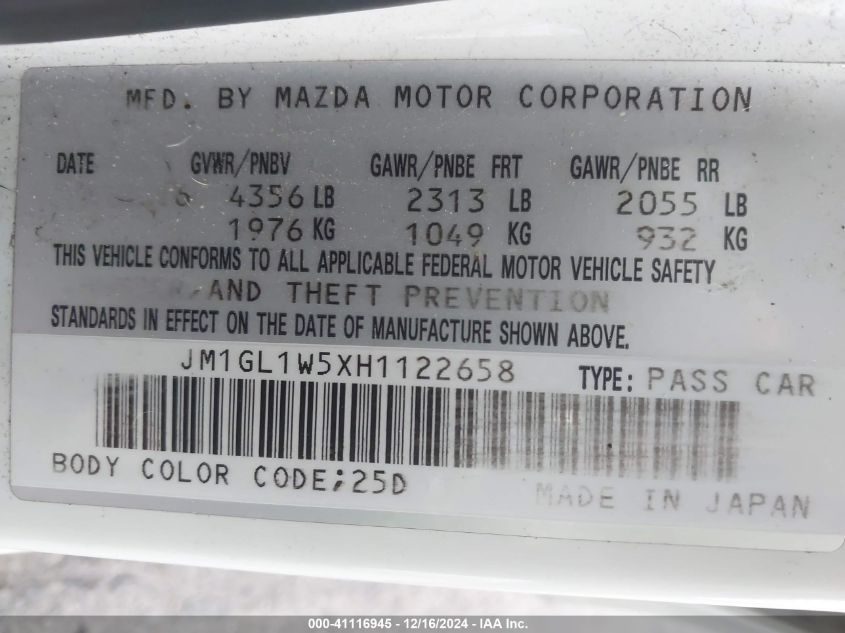 MFD. BY MAZDA MOTOR CORPORATION
DATE GVWR/PNBV GAWR/PNBE FRT GAWR/PNBE RR
4356 LB 2313 LB 2055 LB
1976 KG 1049 KG 932 KG
THIS VEHICLE CONFORMS TO ALL APPLICABLE FEDERAL MOTOR VEHICLE SAFETY
AND THEFT PREVENTION
STANDARDS IN EFFECT ON THE DATE OF MANUFACTURE SHOWN ABOVE.
JM1GL1W5XH1122658 TYPE: PASS CAR
BODY COLOR CODE;25D
MADE IN JAPAN
000-41116945 - 12/16/2024 - IAA Inc.